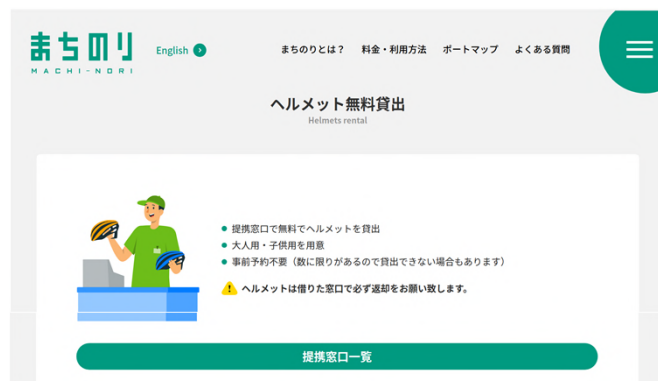 まちのり
MACHI-NORI
English
まちのりとは？ 料金・利用方法 ポートマップ よくある質問
ヘルメット無料貸出
Helmets rental
提携窓口で無料でヘルメットを貸出
大人用・子供用を用意
事前予約不要（数に限りがあるので貸出できない場合もあります）
ヘルメットは借りた窓口で必ず返却をお願い致します。
提携窓口一覧